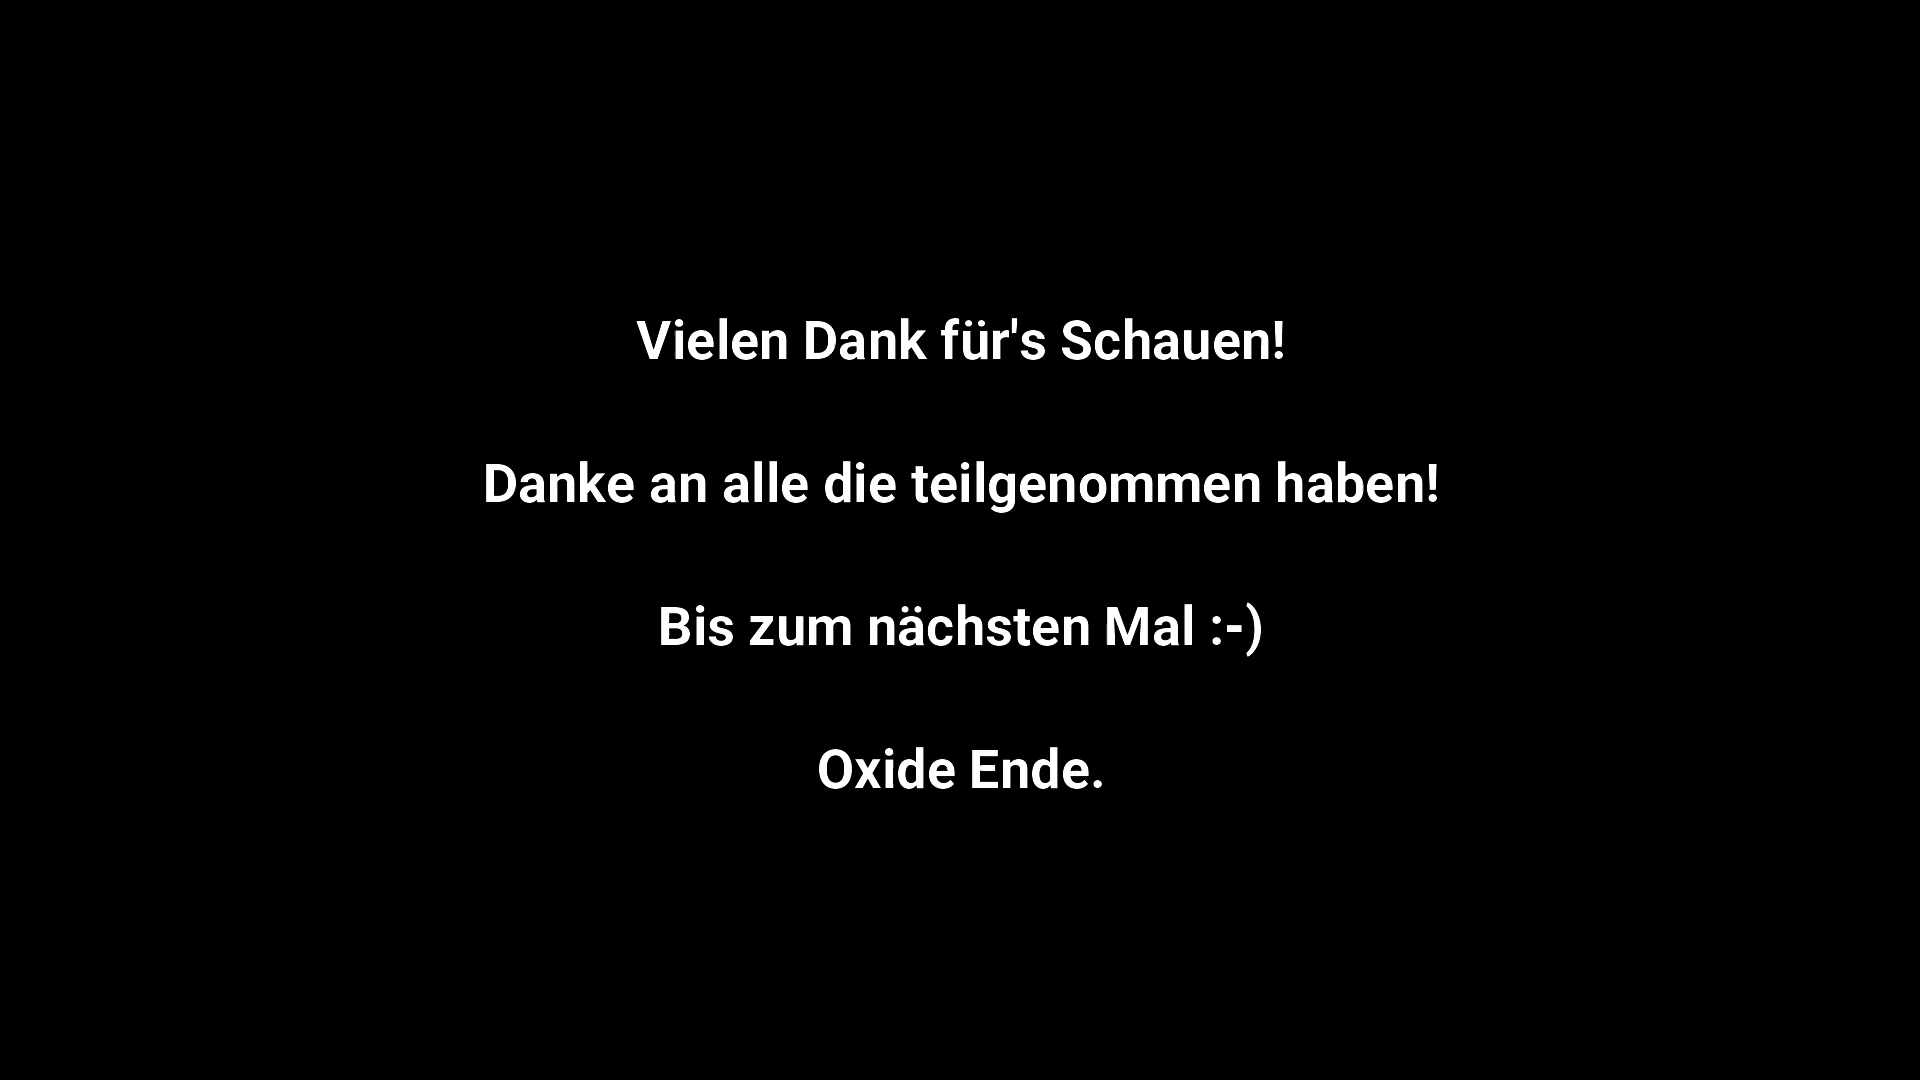 Vielen Dank für's Schauen!
Danke an alle die teilgenommen haben!
Bis zum nächsten Mal :-)
Oxide Ende.